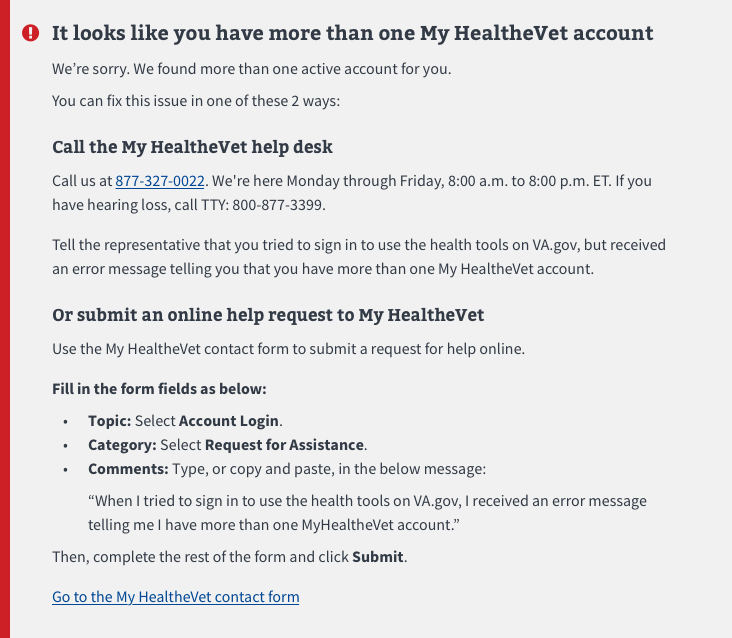 It looks like you have more than one My HealtheVet account
We’re sorry. We found more than one active account for you.
You can fix this issue in one of these 2 ways:
Call the My HealtheVet help desk
Call us at 877-327-0022. We're here Monday through Friday, 8:00 a.m. to 8:00 p.m. ET. If you
have hearing loss, call TTY: 800-877-3399.
Tell the representative that you tried to sign in to use the health tools on VA.gov, but received
an error message telling you that you have more than one My HealtheVet account.
Or submit an online help request to My HealtheVet
Use the My HealtheVet contact form to submit a request for help online.
Fill in the form fields as below:
• Topic: Select Account Login.
• Category: Select Request for Assistance.
• Comments: Type, or copy and paste, in the below message:
“When I tried to sign in to use the health tools on VA.gov, I received an error message
telling me I have more than one MyHealtheVet account.”
Then, complete the rest of the form and click Submit.
Go to the My HealtheVet contact form